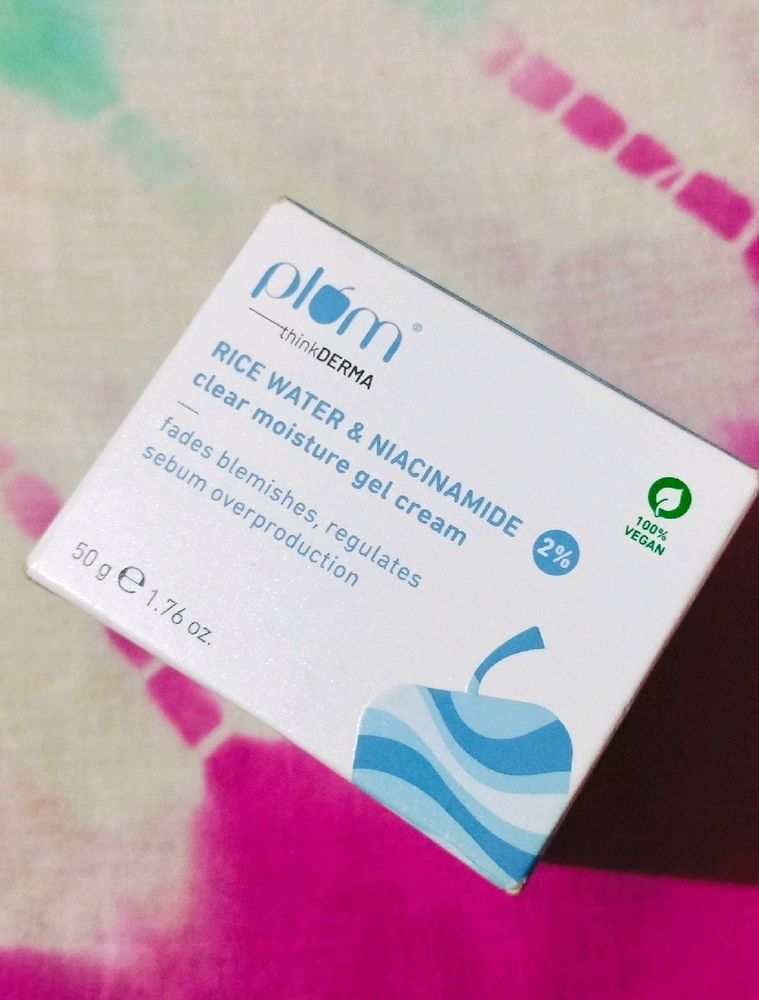 plum®
thinkDERMA
RICE WATER & NIACINAMIDE 2%
clear moisture gel cream
fades blemishes, regulates
sebum overproduction
50 g ℮ 1.76 oz.
100%
VEGAN